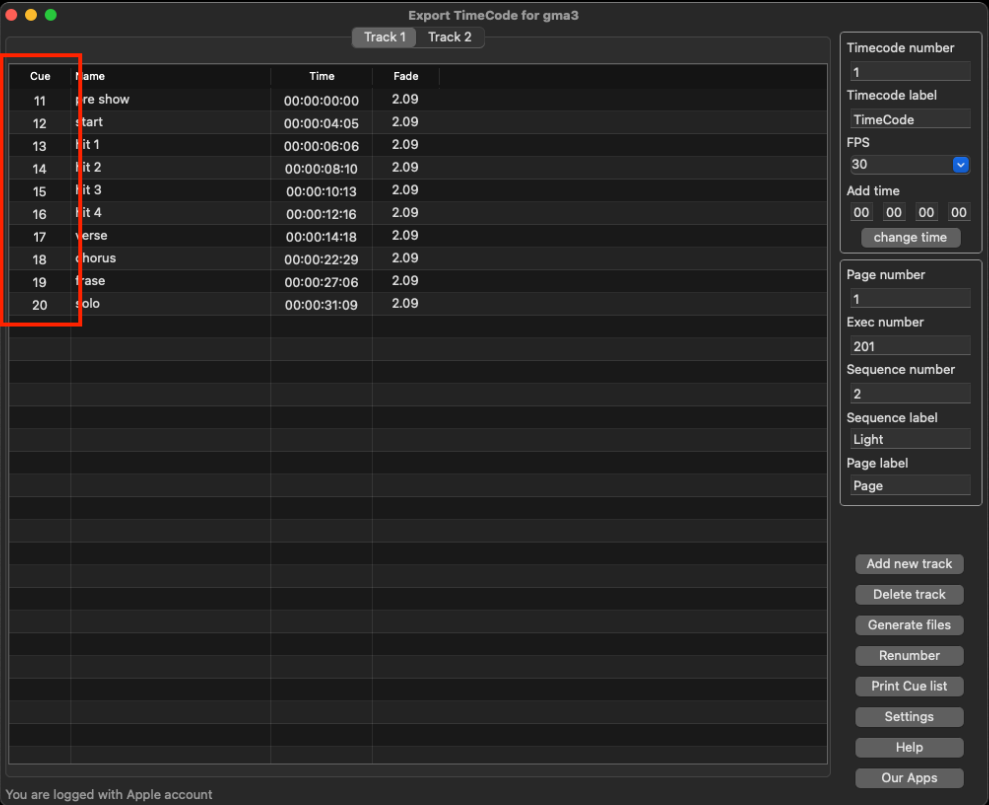 Export TimeCode for gma3
Track 1 Track 2
Cue Name Time Fade
11 pre show 00:00:00:00 2.09
12 start 00:00:04:05 2.09
13 hit 1 00:00:06:06 2.09
14 hit 2 00:00:08:10 2.09
15 hit 3 00:00:10:13 2.09
16 hit 4 00:00:12:16 2.09
17 verse 00:00:14:18 2.09
18 chorus 00:00:22:29 2.09
19 frase 00:00:27:06 2.09
20 solo 00:00:31:09 2.09
Timecode number
1
Timecode label
TimeCode
FPS
30
Add time
00 00 00 00
change time
Page number
1
Exec number
201
Sequence number
2
Sequence label
Light
Page label
Page
Add new track
Delete track
Generate files
Renumber
Print Cue list
Settings
Help
Our Apps
You are logged with Apple account